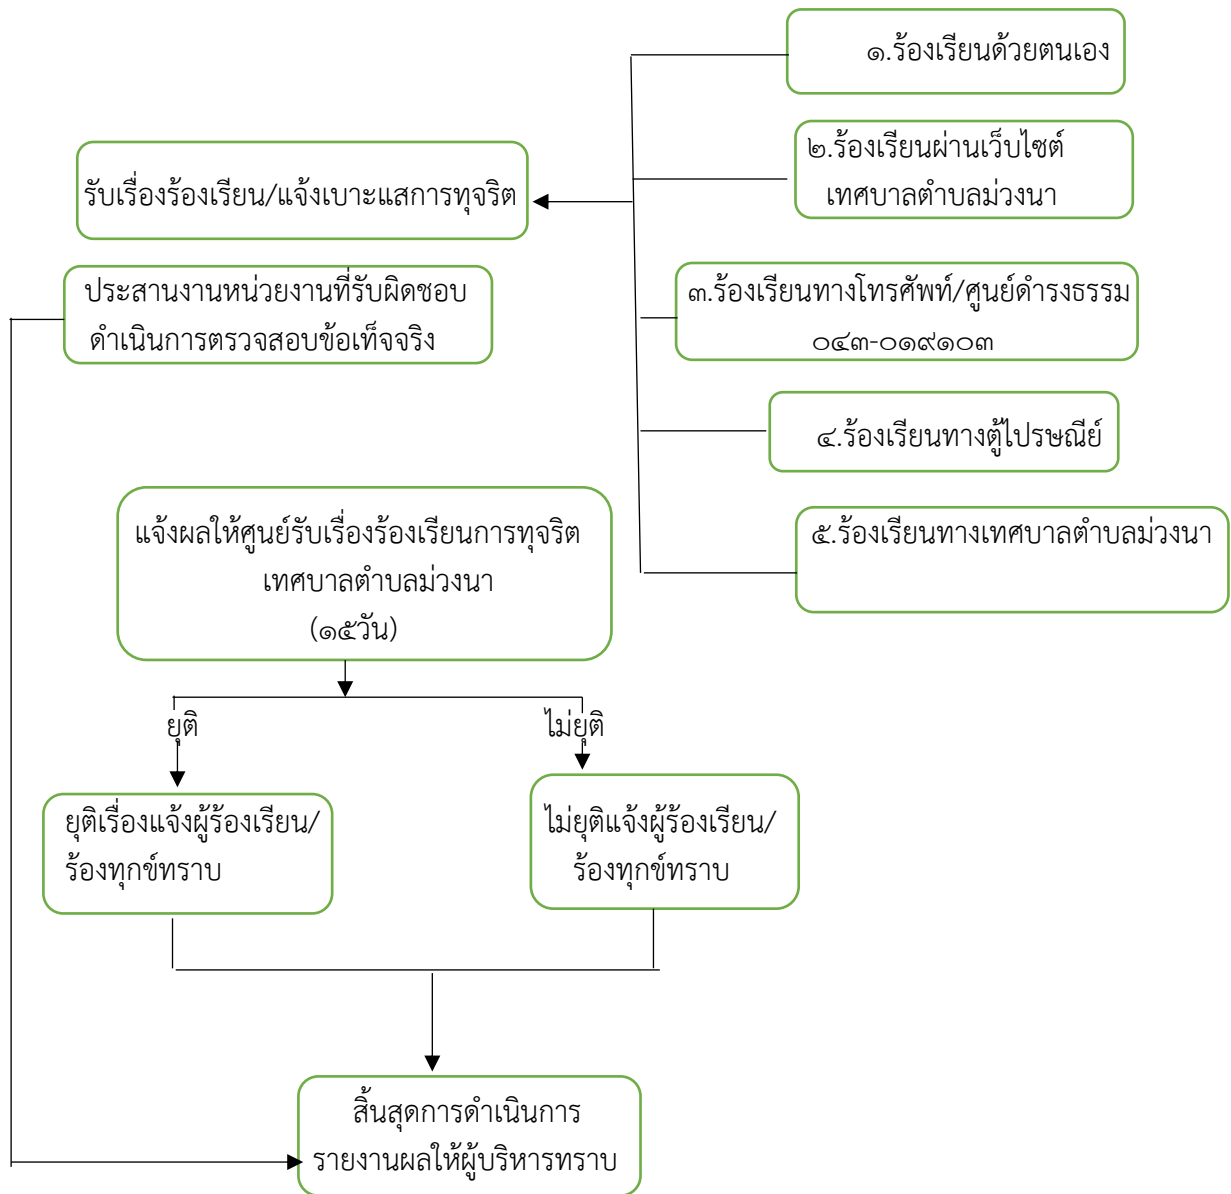 ๑.ร้องเรียนด้วยตนเอง
๒.ร้องเรียนผ่านเว็บไซต์
เทศบาลตำบลม่วงนา
รับเรื่องร้องเรียน/แจ้งเบาะแสการทุจริต
๓.ร้องเรียนทางโทรศัพท์/ศูนย์ดำรงธรรม
๐๔๓-๐๑๙๑๐๓
ประสานงานหน่วยงานที่รับผิดชอบ
ดำเนินการตรวจสอบข้อเท็จจริง
๔.ร้องเรียนทางตู้ไปรษณีย์
๕.ร้องเรียนทางเทศบาลตำบลม่วงนา
แจ้งผลให้ศูนย์รับเรื่องร้องเรียนการทุจริต
เทศบาลตำบลม่วงนา
(๑๕วัน)
ยุติ
ไม่ยุติ
ยุติเรื่องแจ้งผู้ร้องเรียน/
ร้องทุกข์ทราบ
ไม่ยุติแจ้งผู้ร้องเรียน/
ร้องทุกข์ทราบ
สิ้นสุดการดำเนินการ
รายงานผลให้ผู้บริหารทราบ